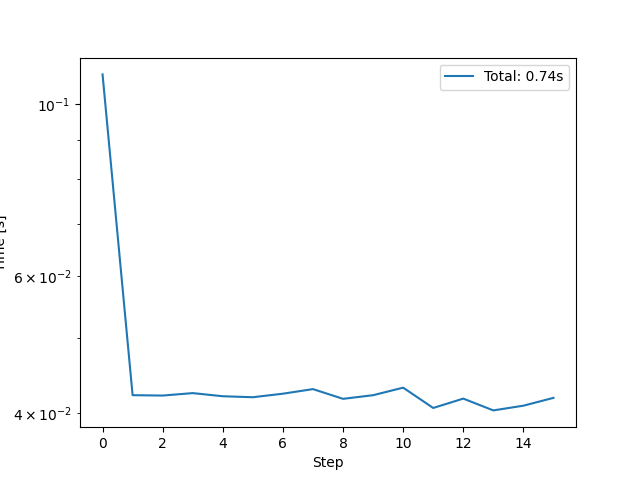 Total: 0.74s
10⁻¹
6 × 10⁻²
4 × 10⁻²
[s]
0 2 4 6 8 10 12 14
Step